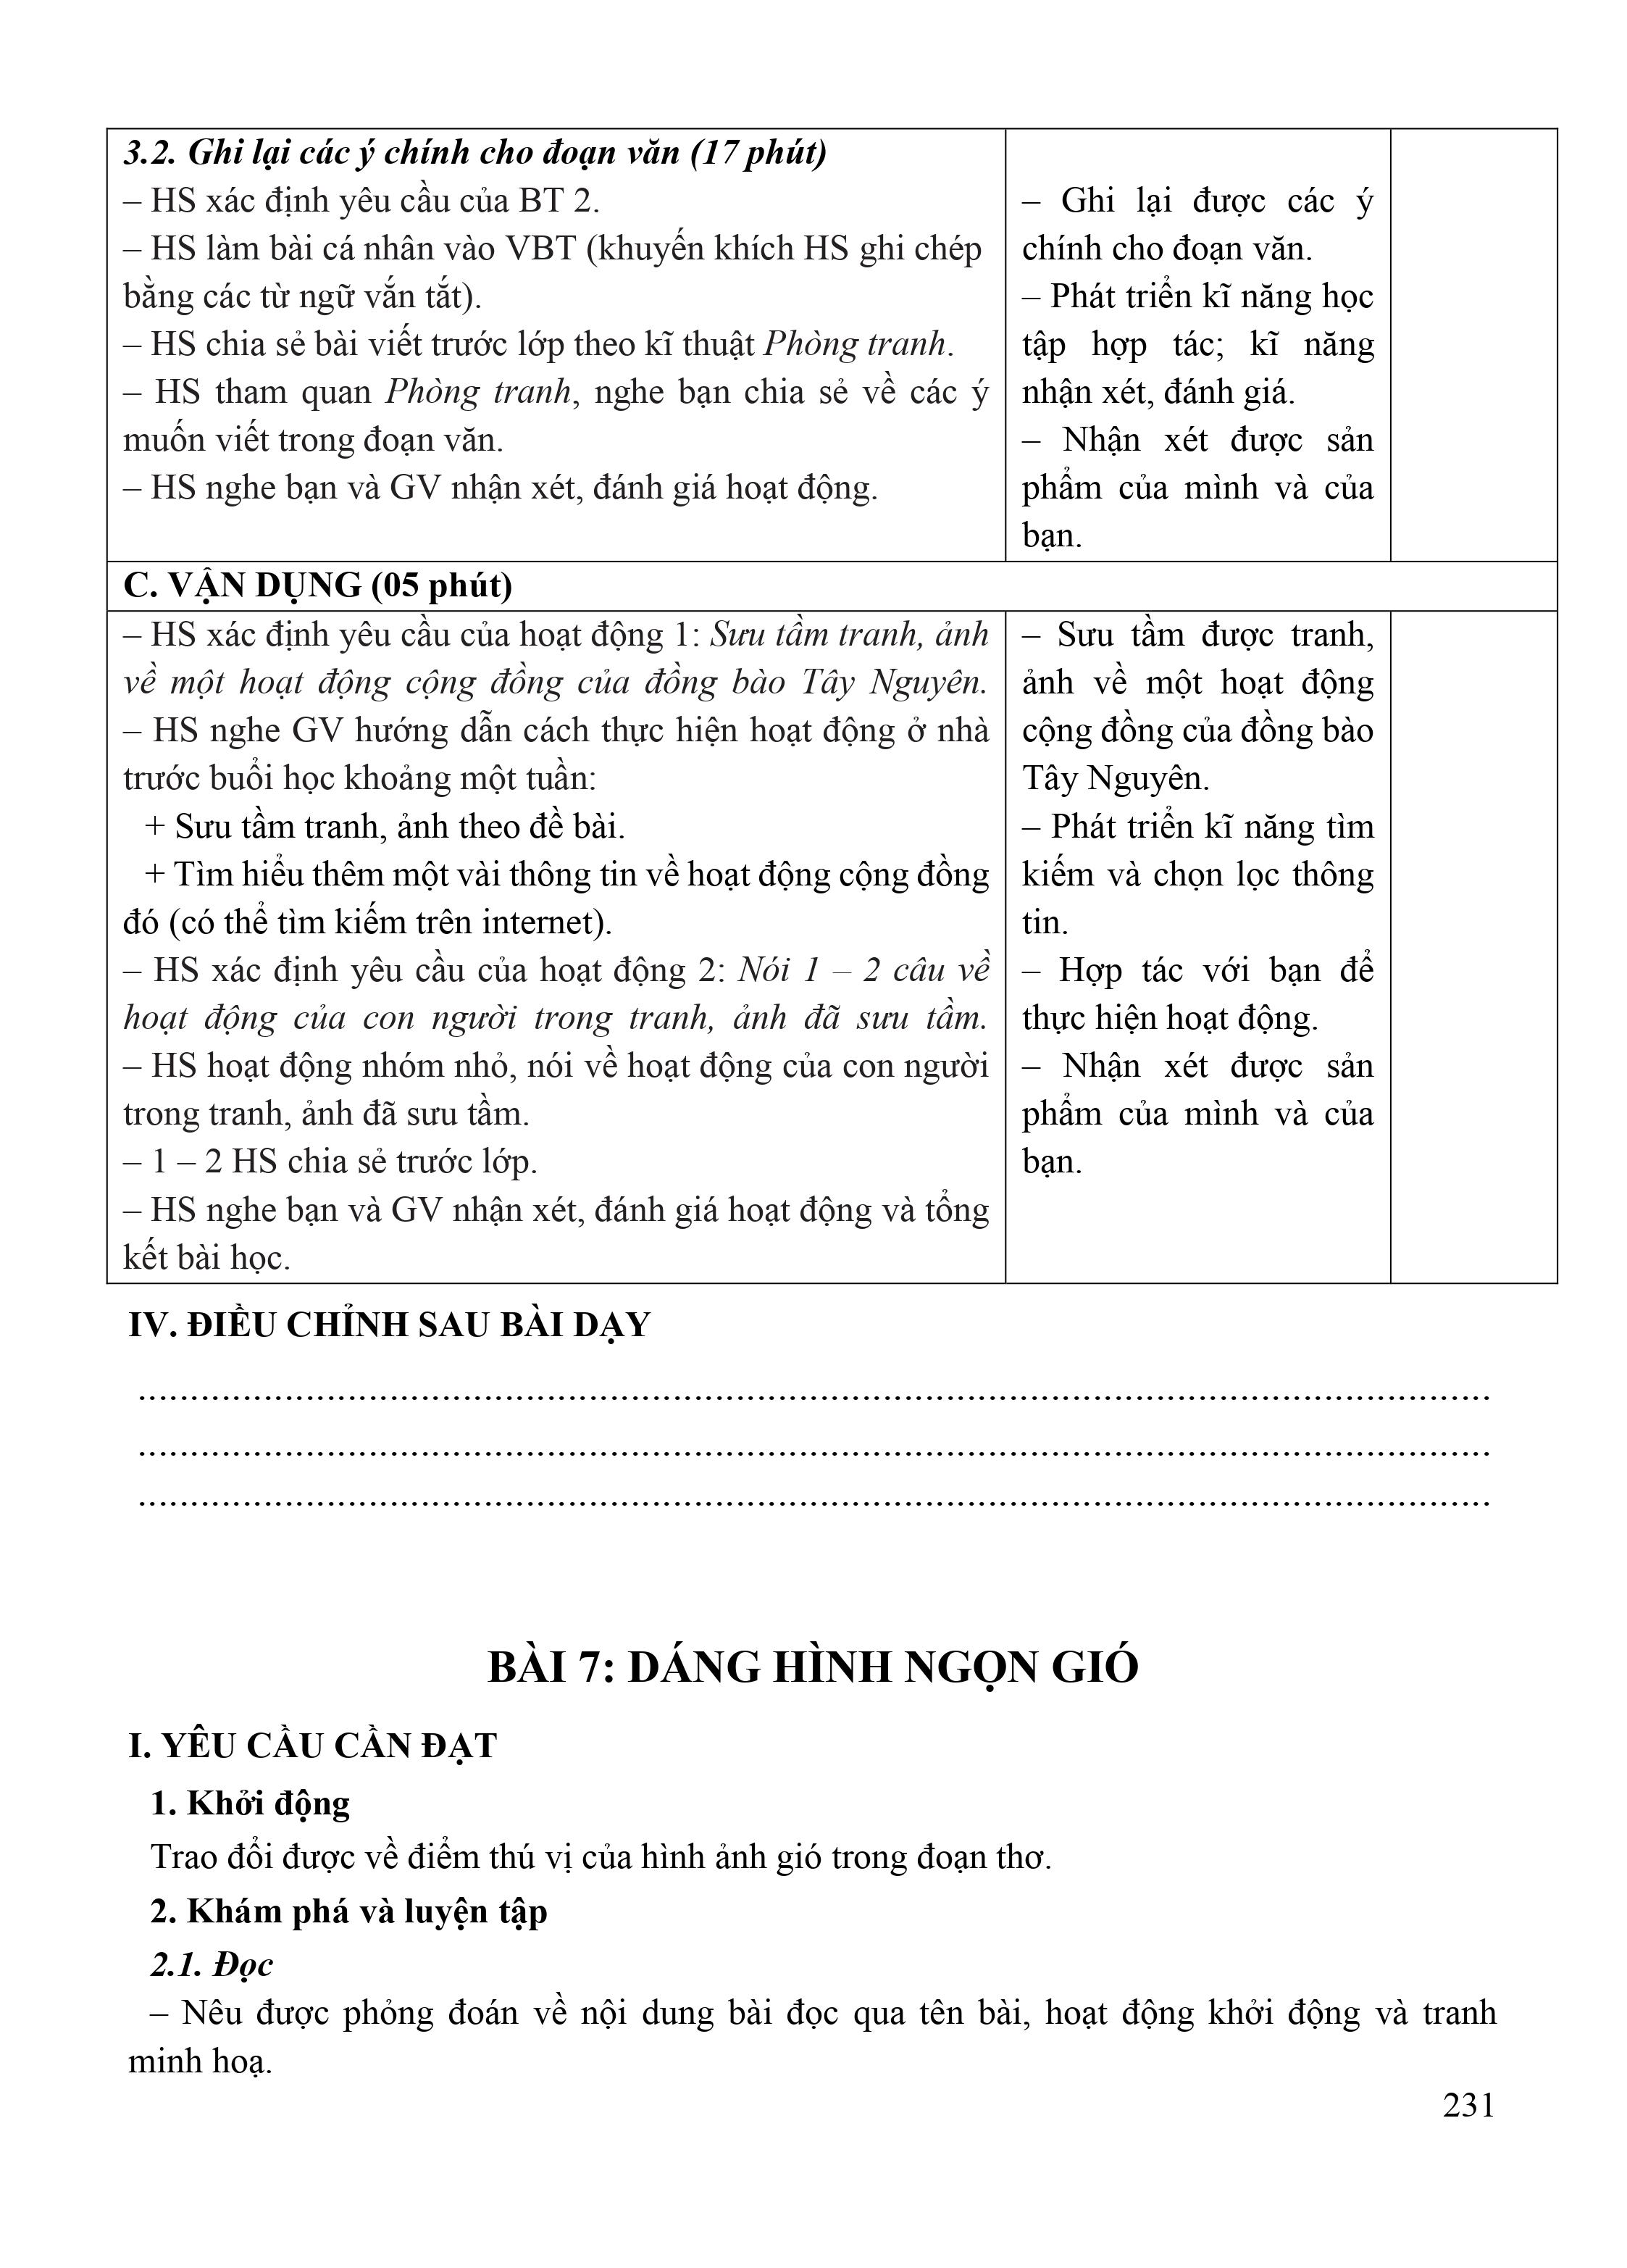 3.2. Ghi lại các ý chính cho đoạn văn (17 phút)
– HS xác định yêu cầu của BT 2.
– HS làm bài cá nhân vào VBT (khuyến khích HS ghi chép
bằng các từ ngữ vắn tắt).
– HS chia sẻ bài viết trước lớp theo kĩ thuật Phòng tranh.
– HS tham quan Phòng tranh, nghe bạn chia sẻ về các ý
muốn viết trong đoạn văn.
– HS nghe bạn và GV nhận xét, đánh giá hoạt động.
– Ghi lại được các ý
chính cho đoạn văn.
– Phát triển kĩ năng học
tập hợp tác; kĩ năng
nhận xét, đánh giá.
– Nhận xét được sản
phẩm của mình và của
bạn.
C. VẬN DỤNG (05 phút)
– HS xác định yêu cầu của hoạt động 1: Sưu tầm tranh, ảnh
về một hoạt động cộng đồng của đồng bào Tây Nguyên.
– HS nghe GV hướng dẫn cách thực hiện hoạt động ở nhà
trước buổi học khoảng một tuần:
+ Sưu tầm tranh, ảnh theo đề bài.
+ Tìm hiểu thêm một vài thông tin về hoạt động cộng đồng
đó (có thể tìm kiếm trên internet).
– HS xác định yêu cầu của hoạt động 2: Nói 1 – 2 câu về
hoạt động của con người trong tranh, ảnh đã sưu tầm.
– HS hoạt động nhóm nhỏ, nói về hoạt động của con người
trong tranh, ảnh đã sưu tầm.
– 1 – 2 HS chia sẻ trước lớp.
– HS nghe bạn và GV nhận xét, đánh giá hoạt động và tổng
kết bài học.
– Sưu tầm được tranh,
ảnh về một hoạt động
cộng đồng của đồng bào
Tây Nguyên.
– Phát triển kĩ năng tìm
kiếm và chọn lọc thông
tin.
– Hợp tác với bạn để
thực hiện hoạt động.
– Nhận xét được sản
phẩm của mình và của
bạn.
IV. ĐIỀU CHỈNH SAU BÀI DẠY
BÀI 7: DÁNG HÌNH NGỌN GIÓ
I. YÊU CẦU CẦN ĐẠT
1. Khởi động
Trao đổi được về điểm thú vị của hình ảnh gió trong đoạn thơ.
2. Khám phá và luyện tập
2.1. Đọc
– Nêu được phỏng đoán về nội dung bài đọc qua tên bài, hoạt động khởi động và tranh
minh hoạ.
231